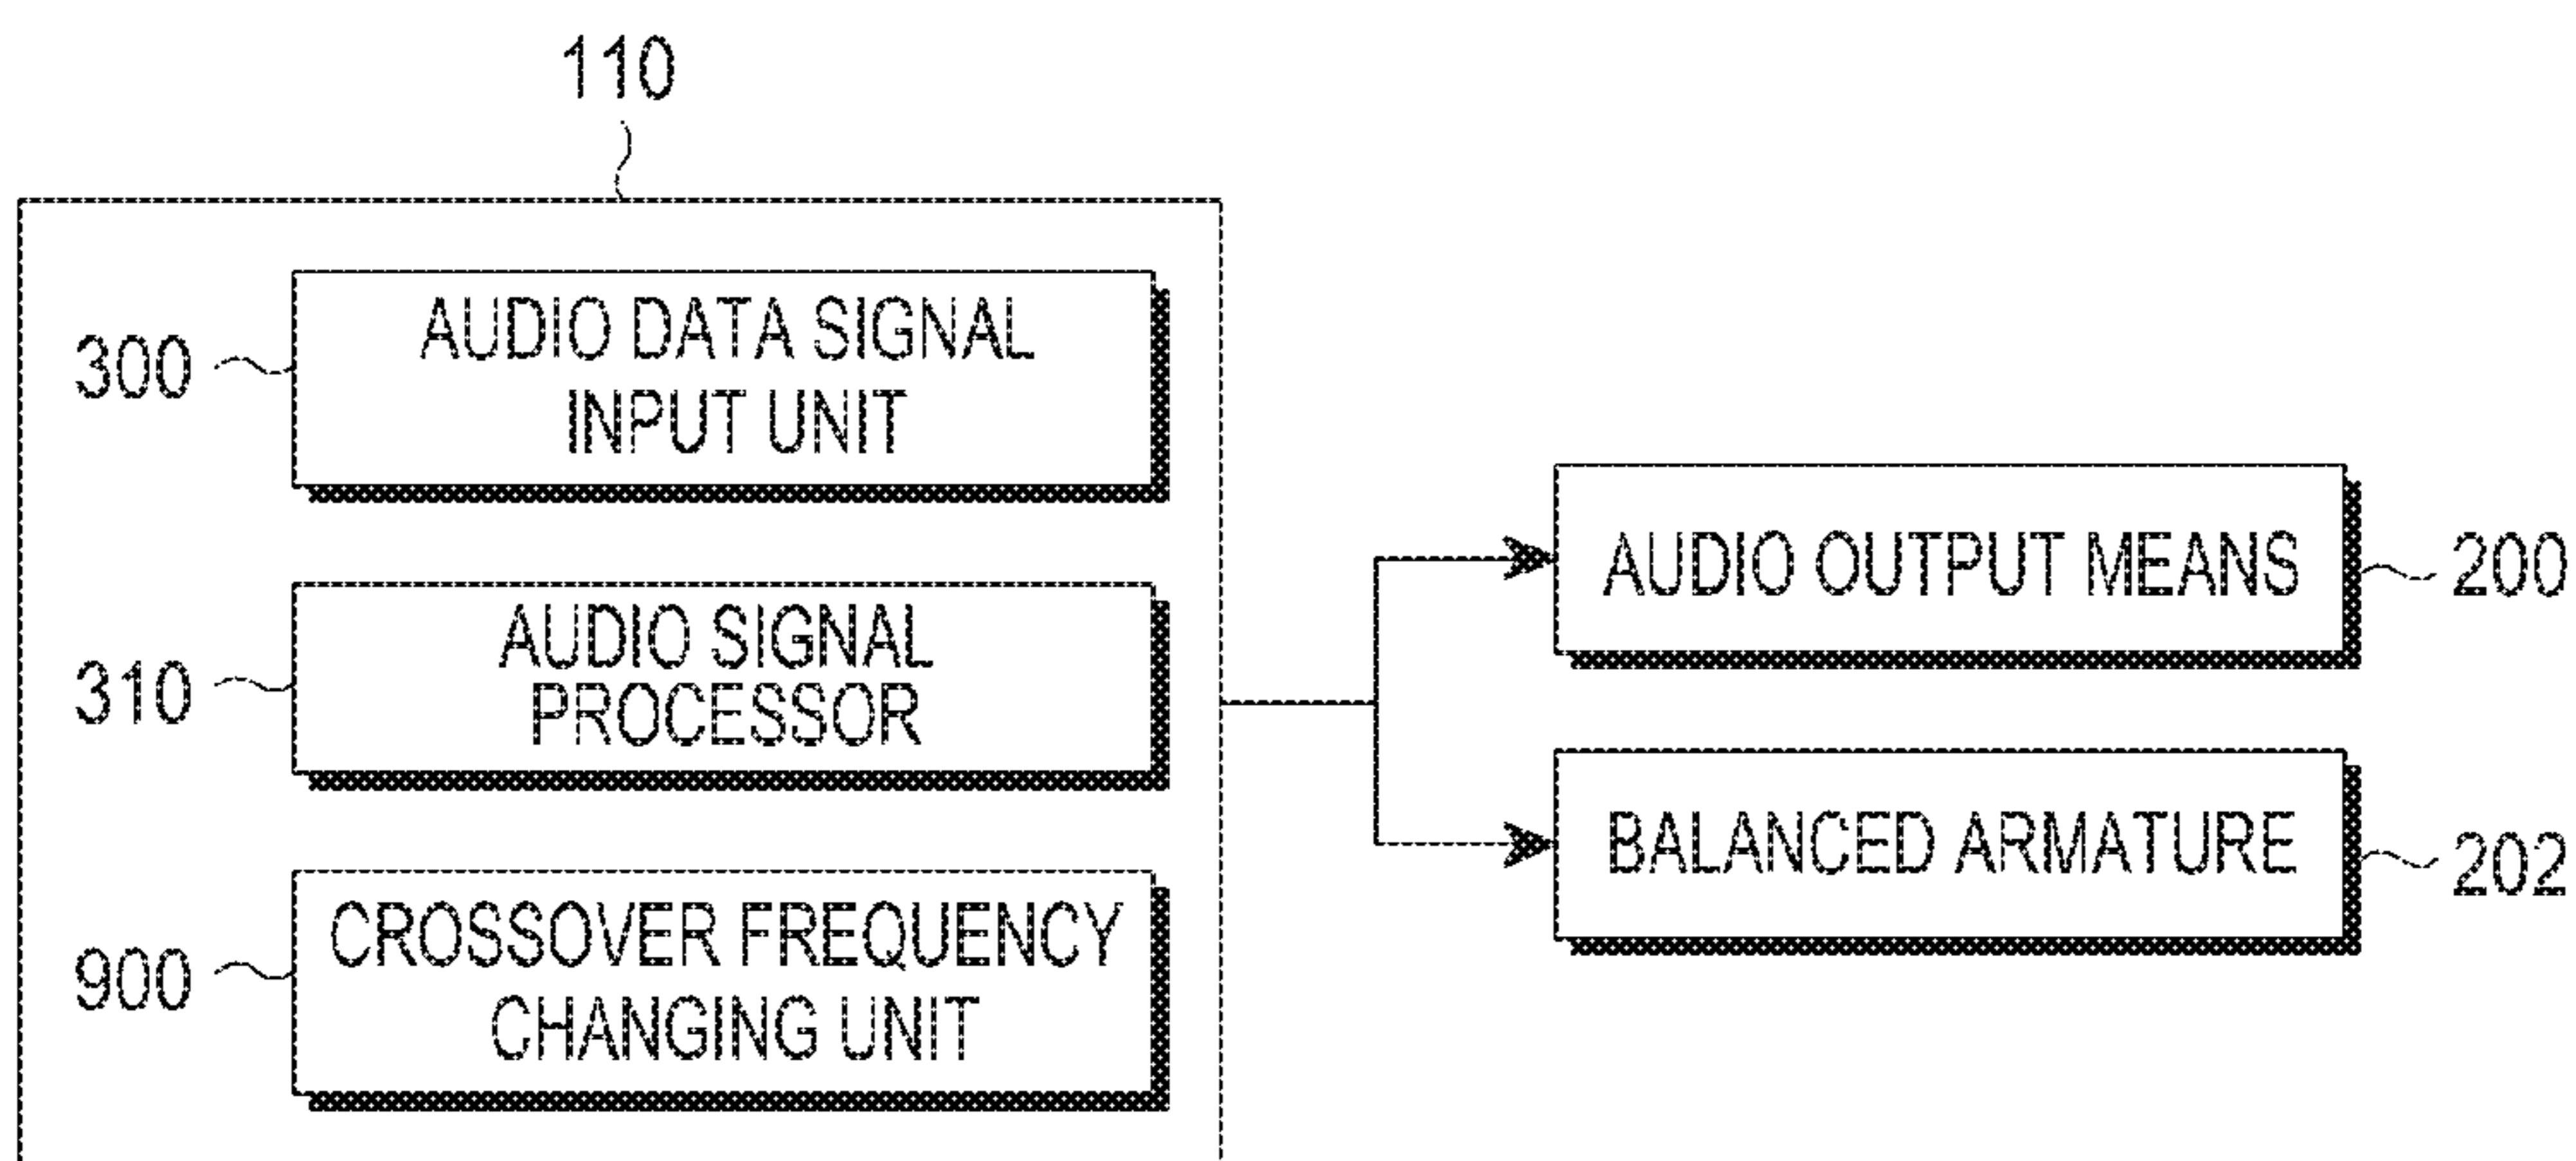 110
300
AUDIO DATA SIGNAL
INPUT UNIT
310
AUDIO SIGNAL
PROCESSOR
900
CROSSOVER FREQUENCY
CHANGING UNIT
AUDIO OUTPUT MEANS
200
BALANCED ARMATURE
202